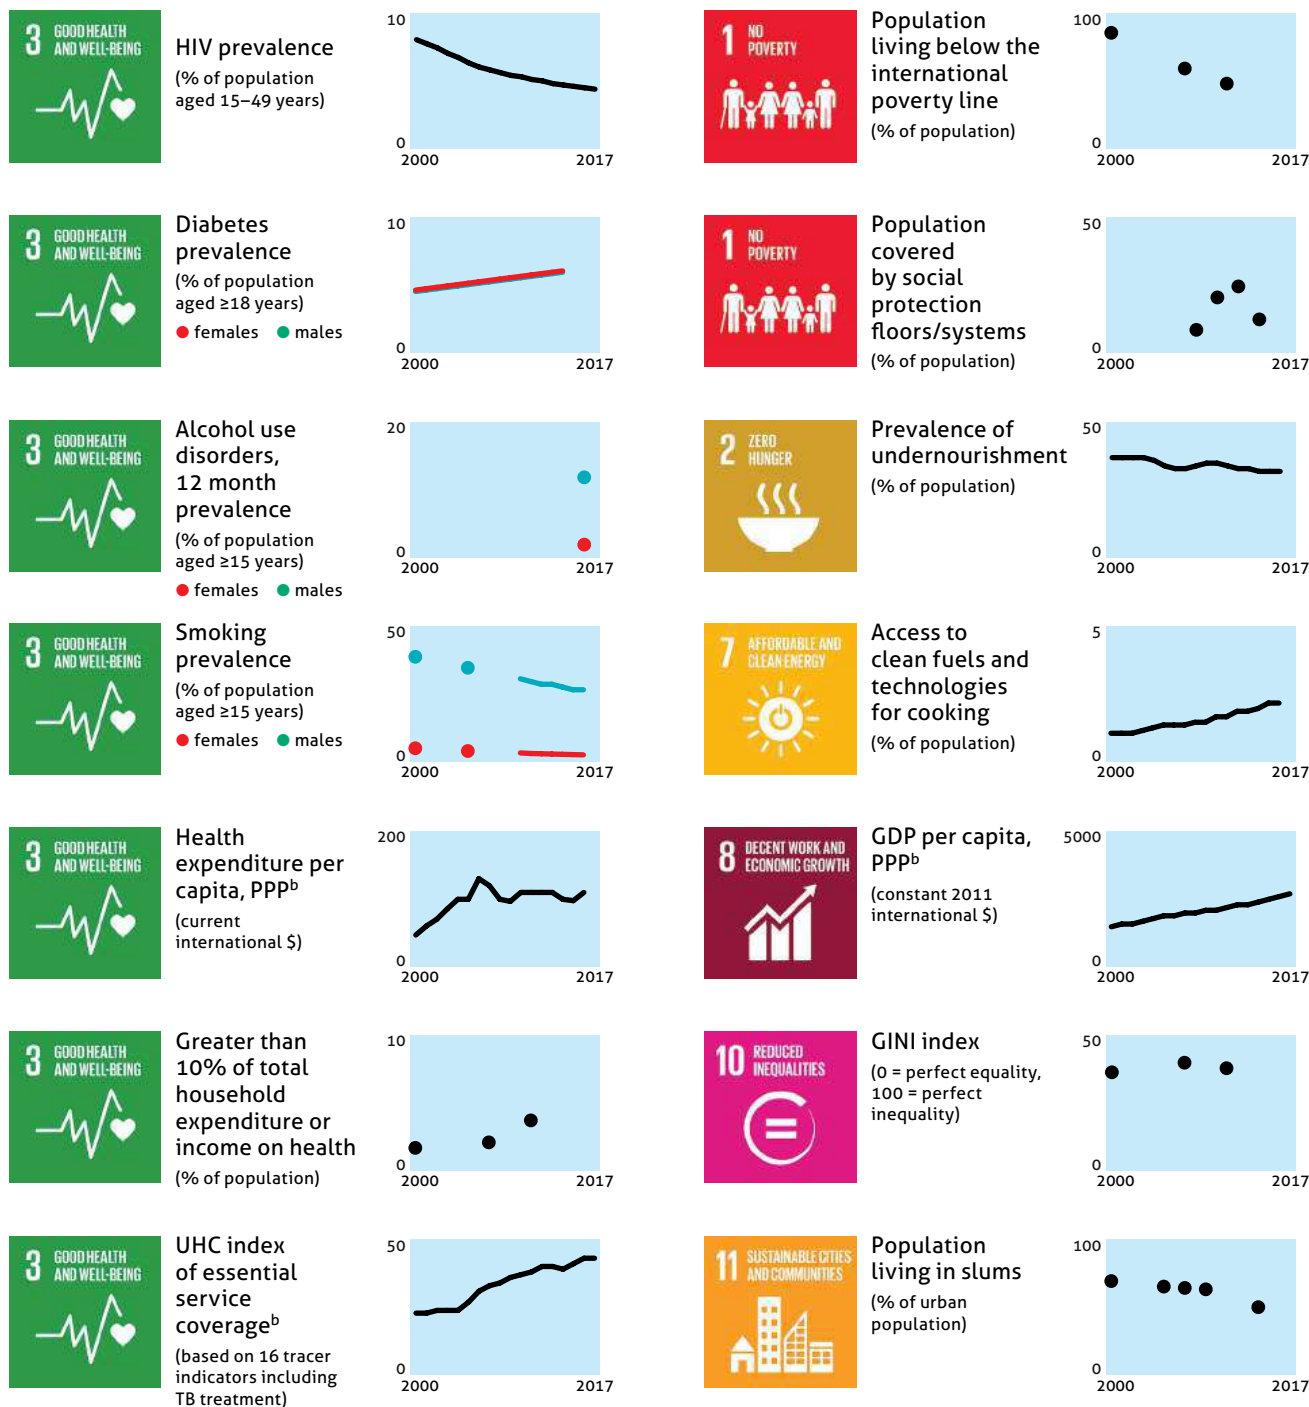 3 GOOD HEALTH
AND WELL-BEING
HIV prevalence
(% of population
aged 15–49 years)
10
0
2000 2017
3 GOOD HEALTH
AND WELL-BEING
Diabetes
prevalence
(% of population
aged ≥18 years)
females males
10
0
2000 2017
3 GOOD HEALTH
AND WELL-BEING
Alcohol use
disorders,
12 month
prevalence
(% of population
aged ≥15 years)
females males
20
0
2000 2017
3 GOOD HEALTH
AND WELL-BEING
Smoking
prevalence
(% of population
aged ≥15 years)
females males
50
0
2000 2017
3 GOOD HEALTH
AND WELL-BEING
Health
expenditure per
capita, PPPᵇ
(current
international $)
200
0
2000 2017
3 GOOD HEALTH
AND WELL-BEING
Greater than
10% of total
household
expenditure or
income on health
(% of population)
10
0
2000 2017
3 GOOD HEALTH
AND WELL-BEING
UHC index
of essential
service
coverageᵇ
(based on 16 tracer
indicators including
TB treatment)
50
0
2000 2017
1 NO
POVERTY
Population
living below the
international
poverty line
(% of population)
100
0
2000 2017
1 NO
POVERTY
Population
covered
by social
protection
floors/systems
(% of population)
50
0
2000 2017
2 ZERO
HUNGER
Prevalence of
undernourishment
(% of population)
50
0
2000 2017
7 AFFORDABLE AND
CLEAN ENERGY
Access to
clean fuels and
technologies
for cooking
(% of population)
5
0
2000 2017
8 DECENT WORK AND
ECONOMIC GROWTH
GDP per capita,
PPPᵇ
(constant 2011
international $)
5000
0
2000 2017
10 REDUCED
INEQUALITIES
GINI index
(0 = perfect equality,
100 = perfect
inequality)
50
0
2000 2017
11 SUSTAINABLE CITIES
AND COMMUNITIES
Population
living in slums
(% of urban
population)
100
0
2000 2017